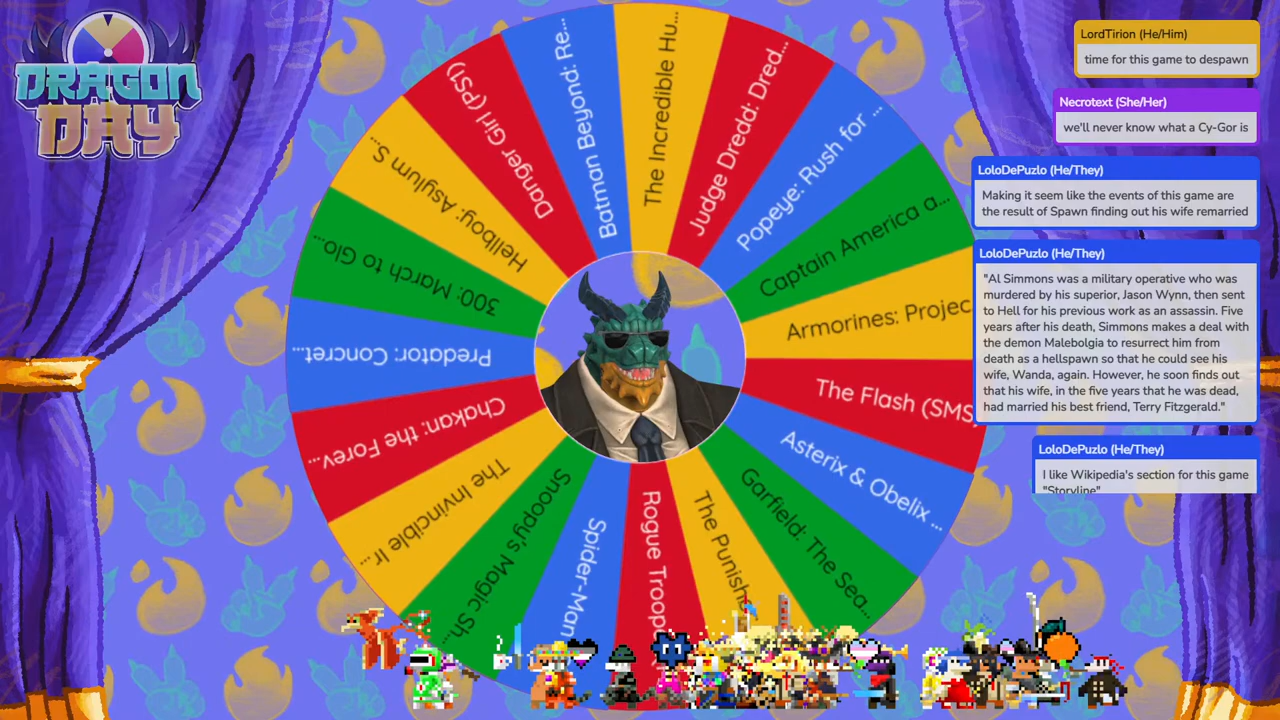 DRAGON
DAY
Batman Beyond: Re...
The Incredible Hu...
Judge Dredd: Dred...
Popeye: Rush for ...
Captain America a...
Armorines: Projec
The Flash (SMS
Asterix & Obelix ...
Garfield: The Sea...
The Punishe
Rogue Troope
Spider-Man
Snoopy's Magic Sh...
The Invincible Ir...
Chakan: the Forev...
Predator: Concret...
300: March to Glo...
Hellboy: Asylum S...
Danger Girl (PS1)
LordTirion (He/Him)
time for this game to despawn
Necrotext (She/Her)
we'll never know what a Cy-Gor is
LoloDePuzlo (He/They)
Making it seem like the events of this game are
the result of Spawn finding out his wife remarried
LoloDePuzlo (He/They)
"Al Simmons was a military operative who was
murdered by his superior, Jason Wynn, then sent
to Hell for his previous work as an assassin. Five
years after his death, Simmons makes a deal with
the demon Malebolgia to resurrect him from
death as a hellspawn so that he could see his
wife, Wanda, again. However, he soon finds out
that his wife, in the five years that he was dead,
had married his best friend, Terry Fitzgerald."
LoloDePuzlo (He/They)
I like Wikipedia's section for this game
"Storyline"